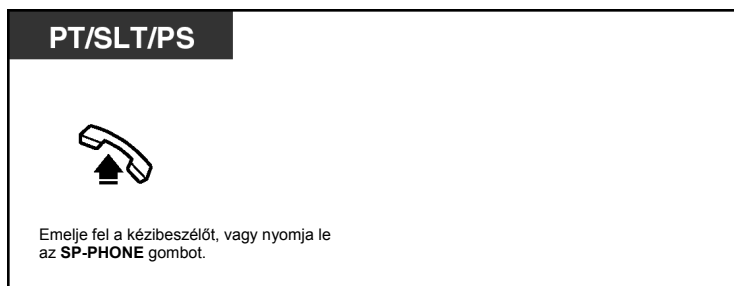 PT/SLT/PS
Emelje fel a kézibeszélőt, vagy nyomja le
az SP-PHONE gombot.